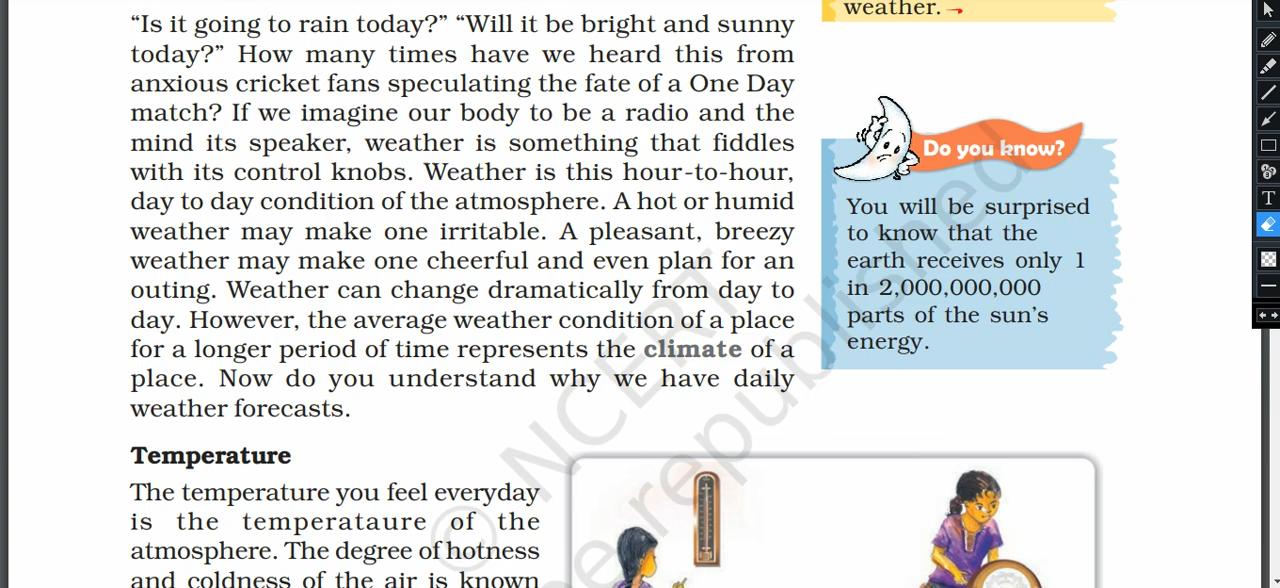 “Is it going to rain today?” “Will it be bright and sunny
today?” How many times have we heard this from
anxious cricket fans speculating the fate of a One Day
match? If we imagine our body to be a radio and the
mind its speaker, weather is something that fiddles
with its control knobs. Weather is this hour-to-hour,
day to day condition of the atmosphere. A hot or humid
weather may make one irritable. A pleasant, breezy
weather may make one cheerful and even plan for an
outing. Weather can change dramatically from day to
day. However, the average weather condition of a place
for a longer period of time represents the climate of a
place. Now do you understand why we have daily
weather forecasts.
Temperature
The temperature you feel everyday
is the temperataure of the
atmosphere. The degree of hotness
and coldness of the air is known
weather.
Do you know?
You will be surprised
to know that the
earth receives only 1
in 2,000,000,000
parts of the sun’s
energy.
© NCERT
be republished
T